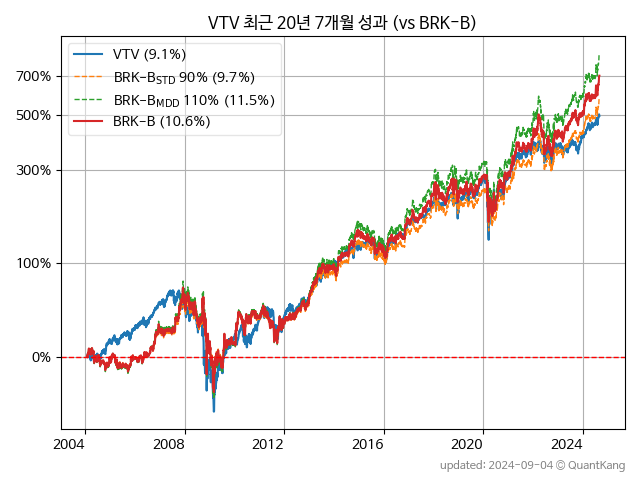 VTV 최근 20년 7개월 성과 (vs BRK-B)
VTV (9.1%)
BRK-B_STD 90% (9.7%)
BRK-B_MDD 110% (11.5%)
BRK-B (10.6%)
700%
500%
300%
100%
0%
2004 2008 2012 2016 2020 2024
updated: 2024-09-04 © QuantKang